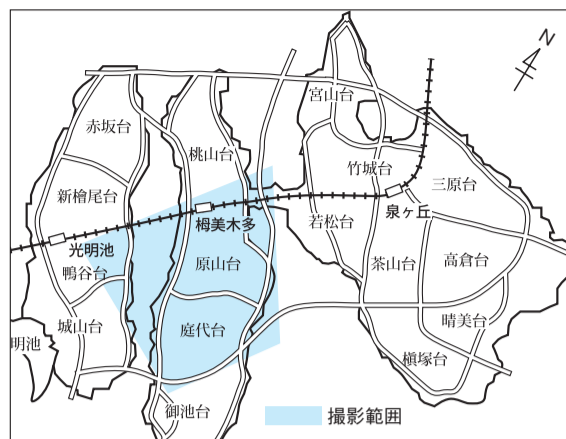 N
宮山台
赤坂台
桃山台
竹城台
三原台
新檜尾台
泉ヶ丘
栂美木多
若松台
光明池
鴨谷台
原山台
茶山台
高倉台
城山台
庭代台
晴美台
明池
槇塚台
御池台
撮影範囲